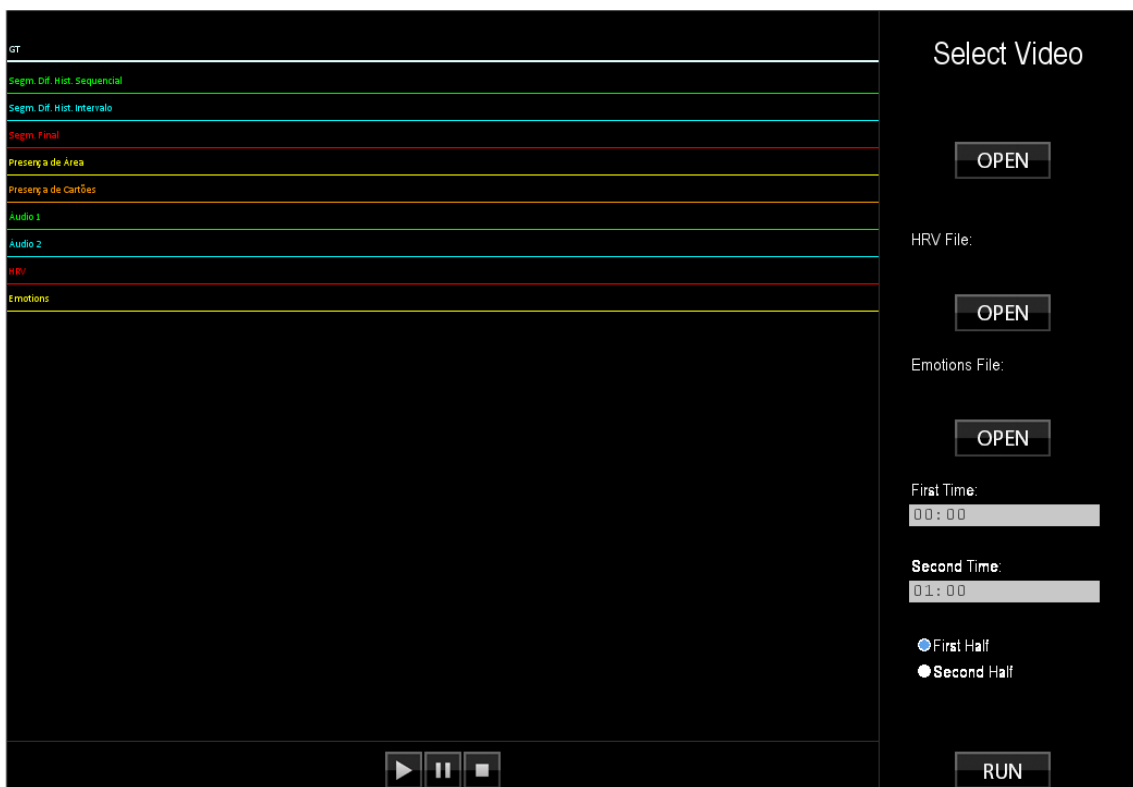 GT
Segm. Dif. Hist. Sequencial
Segm. Dif. Hist. Intervalo
Segm. Final
Presença de Área
Presença de Cartões
Áudio 1
Áudio 2
HRV
Emotions
Select Video
OPEN
HRV File:
OPEN
Emotions File:
OPEN
First Time:
00:00
Second Time:
01:00
First Half
Second Half
RUN